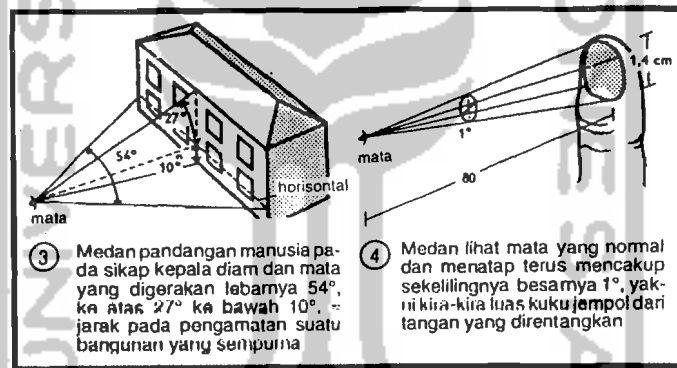 UNIVERS
27°
54°
10°
horisontal
mata
1,4 cm
1°
mata
80
3 Medan pandangan manusia pa-
da sikap kepala diam dan mata
yang digerakan lebarnya 54°,
ke atas 27° ke bawah 10°, =
jarak pada pengamatan suatu
bangunan yang sempurna
4 Medan lihat mata yang normal
dan menatap terus mencakup
sekelilingnya besarnya 1°, yak-
ni kira-kira luas kuku jempol dari
tangan yang direntangkan